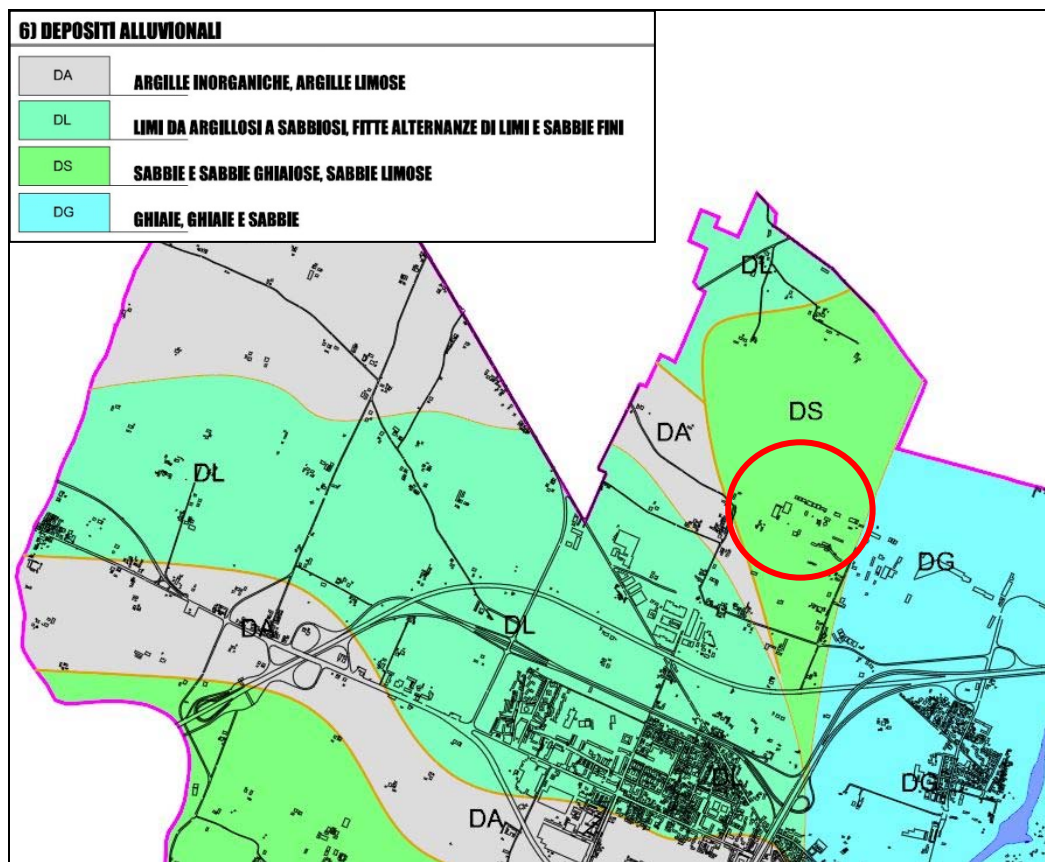 6) DEPOSITI ALLUVIONALI
DA ARGILLE INORGANICHE, ARGILLE LIMOSE
DL LIMI DA ARGILLOSI A SABBIOSI, FITTE ALTERNANZE DI LIMI E SABBIE FINI
DS SABBIE E SABBIE GHIAIOSE, SABBIE LIMOSE
DG GHIAIE, GHIAIE E SABBIE
DL
DS
DA
DL
DG
DA
DL
DL
DG
DA